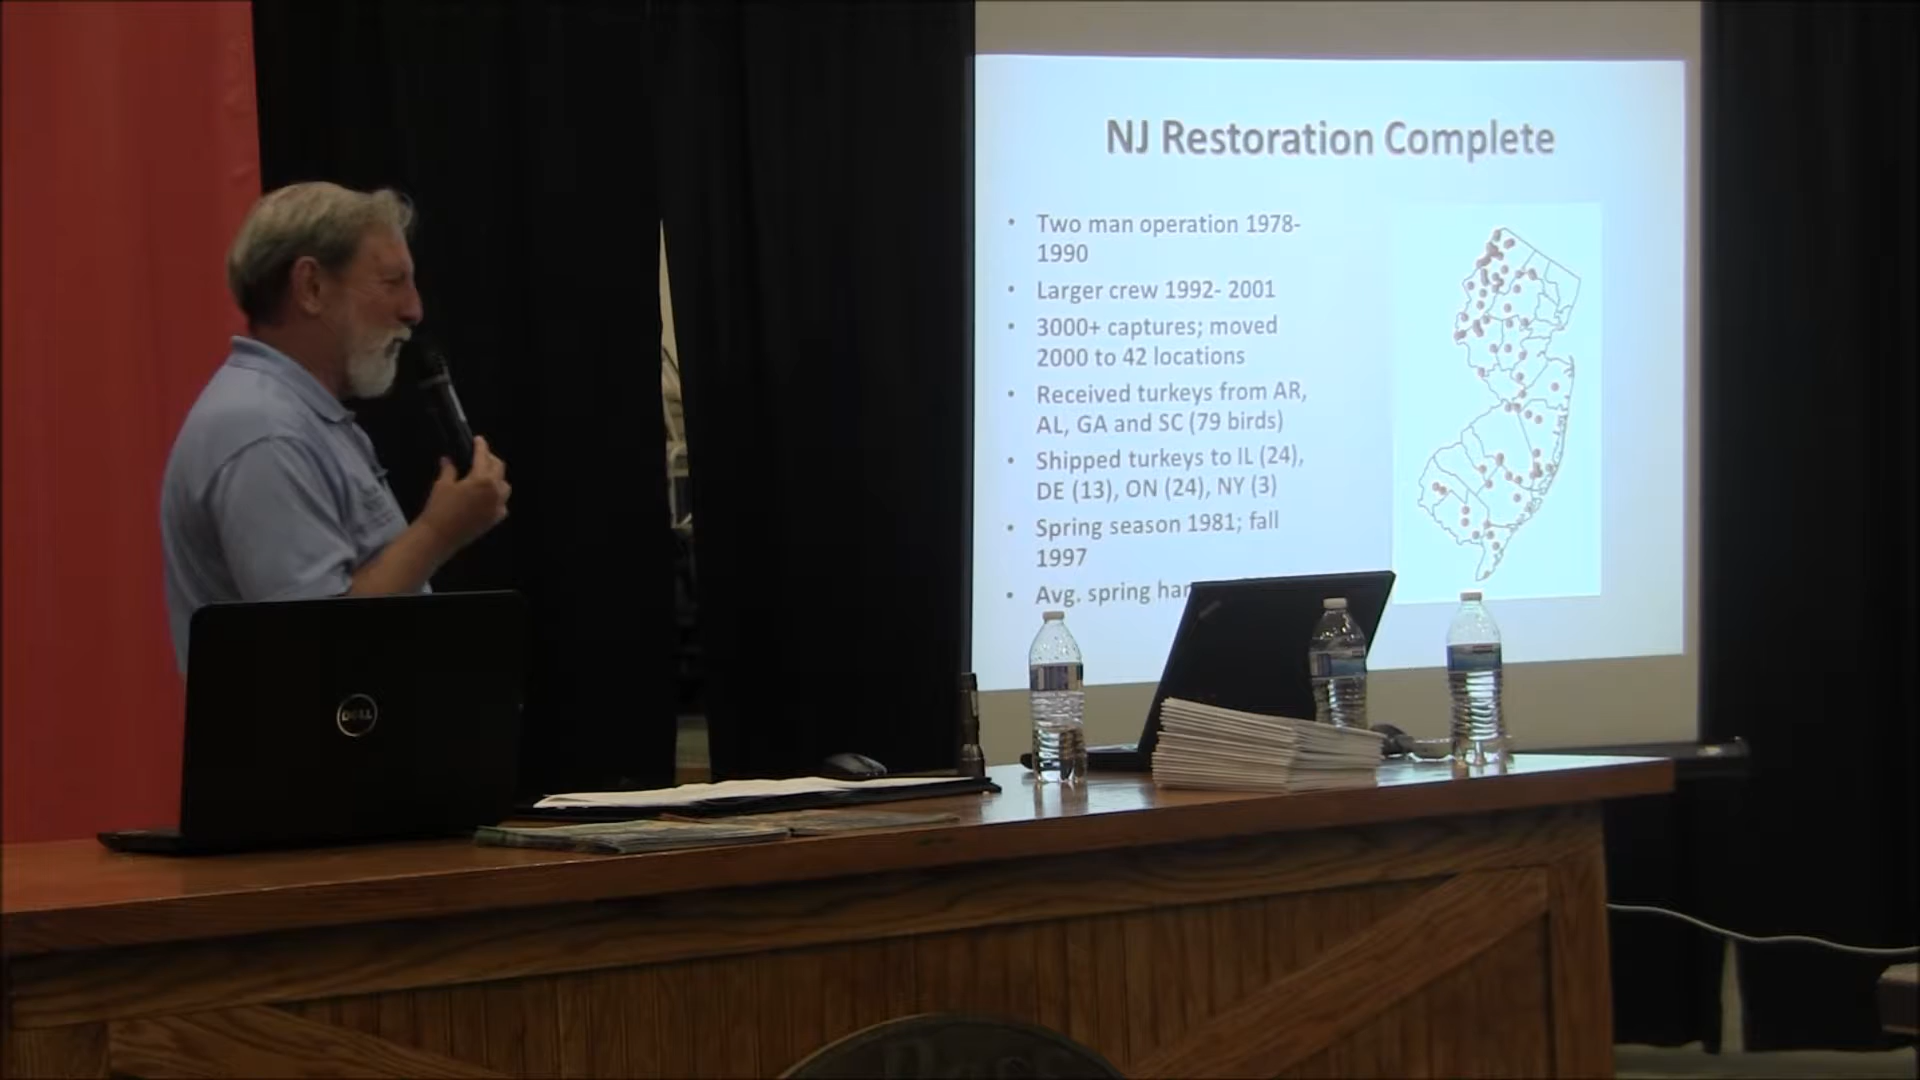 NJ Restoration Complete
• Two man operation 1978-
1990
• Larger crew 1992- 2001
• 3000+ captures; moved
2000 to 42 locations
• Received turkeys from AR,
AL, GA and SC (79 birds)
• Shipped turkeys to IL (24),
DE (13), ON (24), NY (3)
• Spring season 1981; fall
1997
• Avg. spring har
DELL